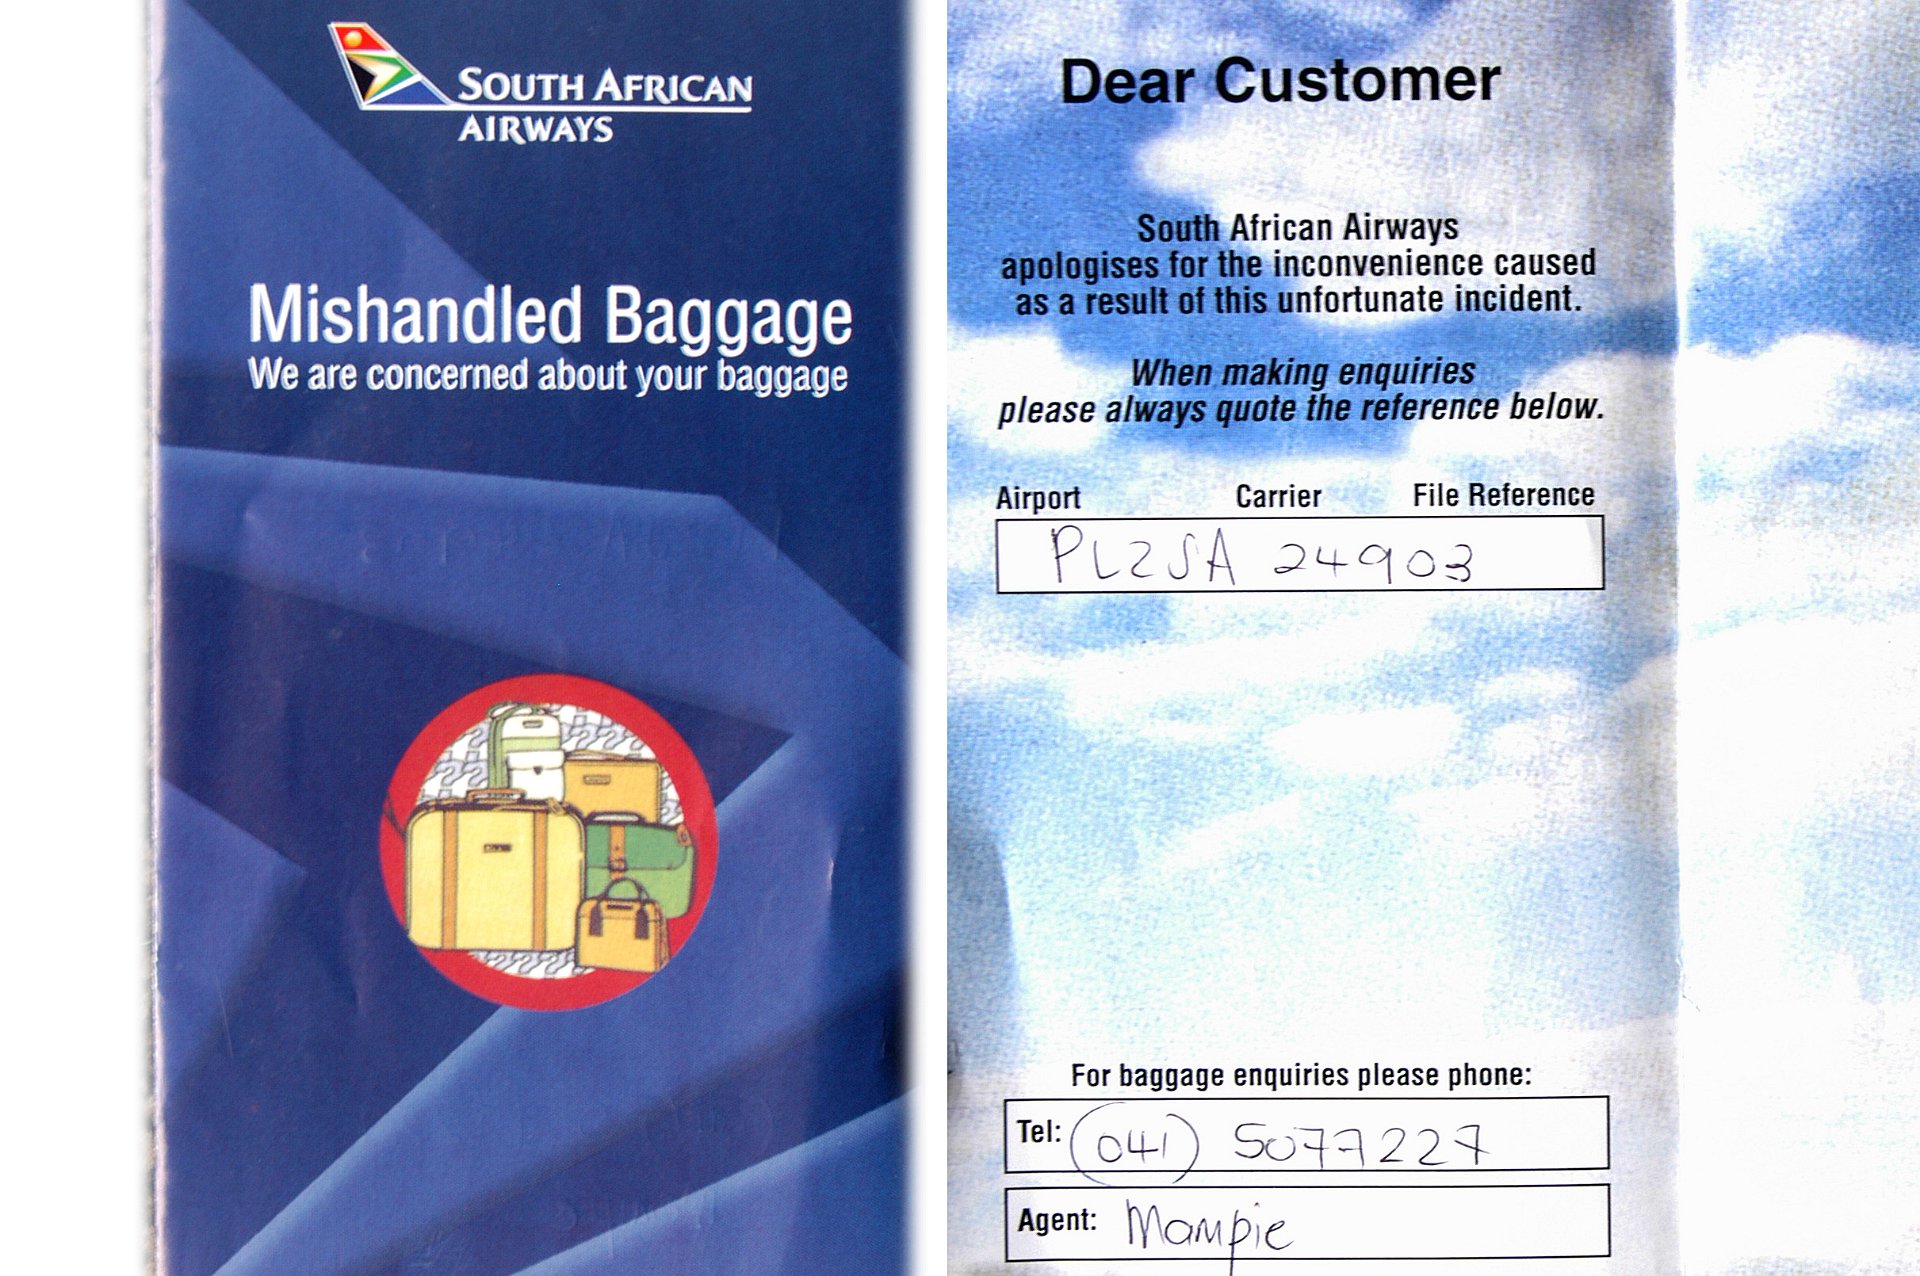 SOUTH AFRICAN
AIRWAYS
Mishandled Baggage
We are concerned about your baggage
Dear Customer
South African Airways
apologises for the inconvenience caused
as a result of this unfortunate incident.
When making enquiries
please always quote the reference below.
Airport Carrier File Reference
PLZSA 24903
For baggage enquiries please phone:
Tel: (041) 5077227
Agent: Mampie